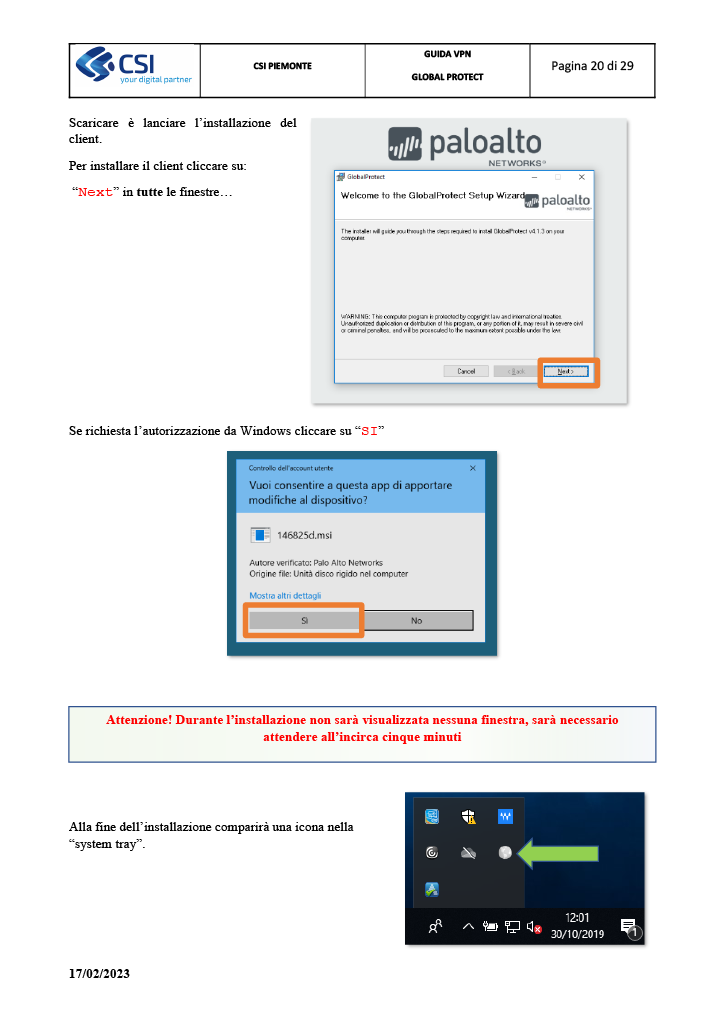 CSI
your digital partner
CSI PIEMONTE
GUIDA VPN
GLOBAL PROTECT
Pagina 20 di 29
Scaricare è lanciare l’installazione del
client.
Per installare il client cliccare su:
“Next” in tutte le finestre…
paloalto
NETWORKS®
GlobalProtect
Welcome to the GlobalProtect Setup Wizard
paloalto
NETWORKS®
The installer will guide you through the steps required to install GlobalProtect v4.1.3 on your
computer.
WARNING: This computer program is protected by copyright law and international treaties.
Unauthorized duplication or distribution of this program, or any portion of it, may result in severe civil
or criminal penalties, and will be prosecuted to the maximum extent possible under the law.
Cancel
< Back
Next >
Se richiesta l’autorizzazione da Windows cliccare su “SI”
Controllo dell'account utente
Vuoi consentire a questa app di apportare
modifiche al dispositivo?
146825d.msi
Autore verificato: Palo Alto Networks
Origine file: Unità disco rigido nel computer
Mostra altri dettagli
Sì
No
Attenzione! Durante l’installazione non sarà visualizzata nessuna finestra, sarà necessario
attendere all’incirca cinque minuti
Alla fine dell’installazione comparirà una icona nella
“system tray”.
12:01
30/10/2019
1
17/02/2023